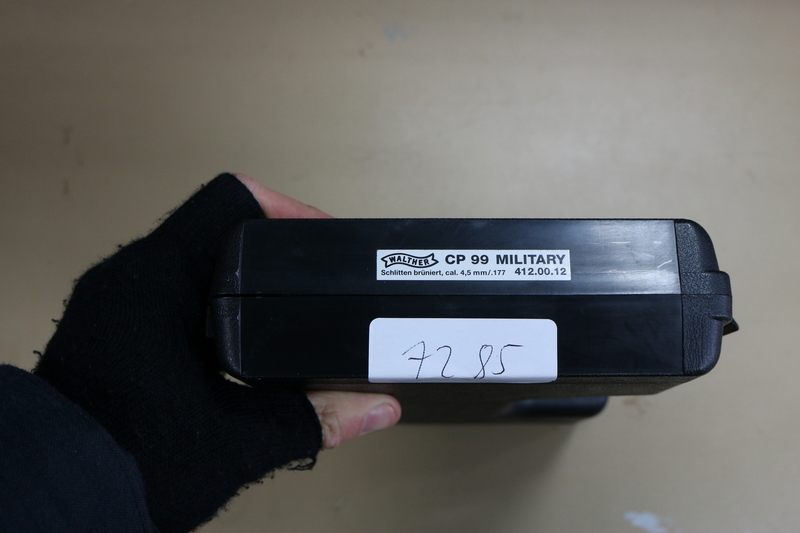 WALTHER CP 99 MILITARY
Schlitten brüniert, cal. 4,5 mm/.177 412.00.12
7285